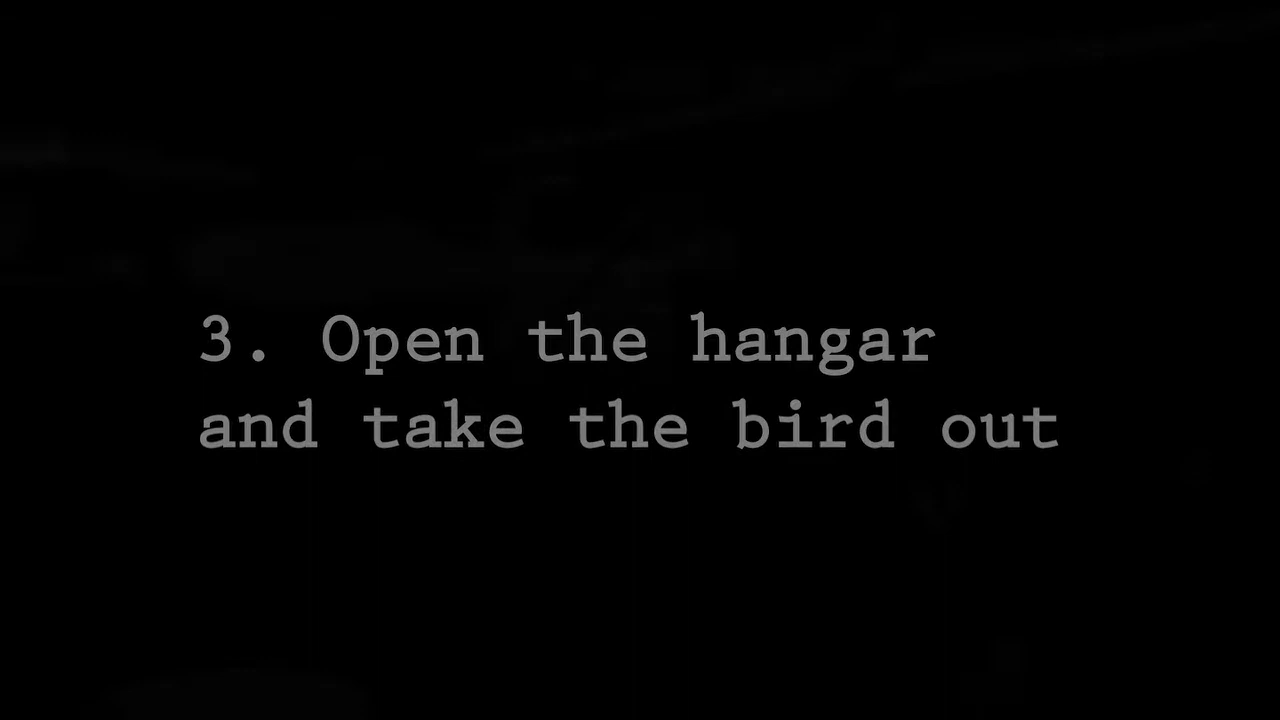 3. Open the hangar
and take the bird out